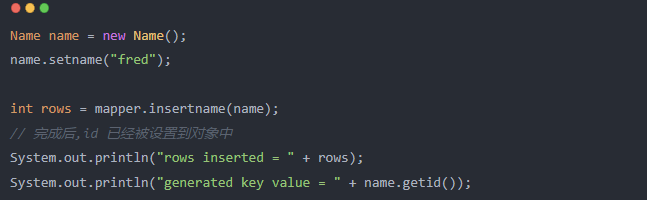 Name name = new Name();
name.setname("fred");
int rows = mapper.insertname(name);
// 完成后,id 已经被设置到对象中
System.out.println("rows inserted = " + rows);
System.out.println("generated key value = " + name.getid());